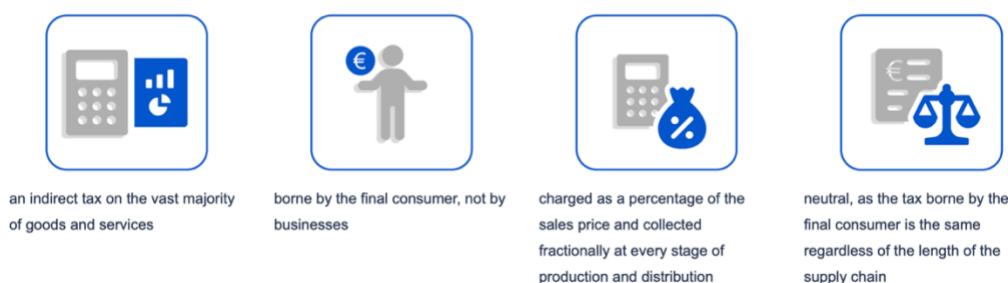 an indirect tax on the vast majority
of goods and services
borne by the final consumer, not by
businesses
charged as a percentage of the
sales price and collected
fractionally at every stage of
production and distribution
neutral, as the tax borne by the
final consumer is the same
regardless of the length of the
supply chain